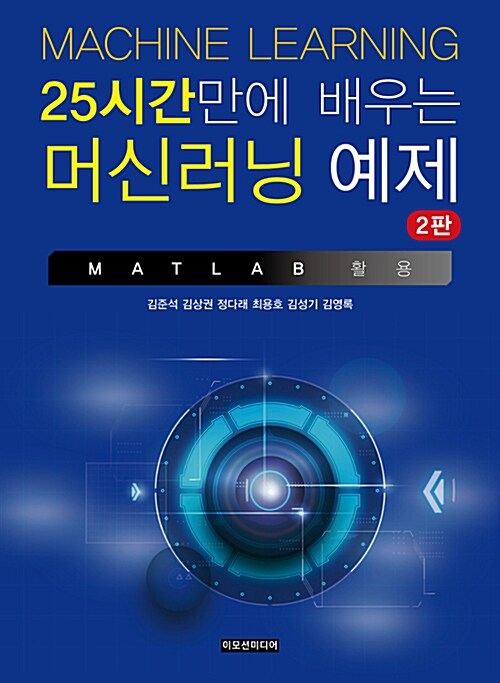 MACHINE LEARNING
25시간만에 배우는
머신러닝 예제
2판
MATLAB 활용
김준석 김상권 정다래 최용호 김성기 김영록
이모션미디어